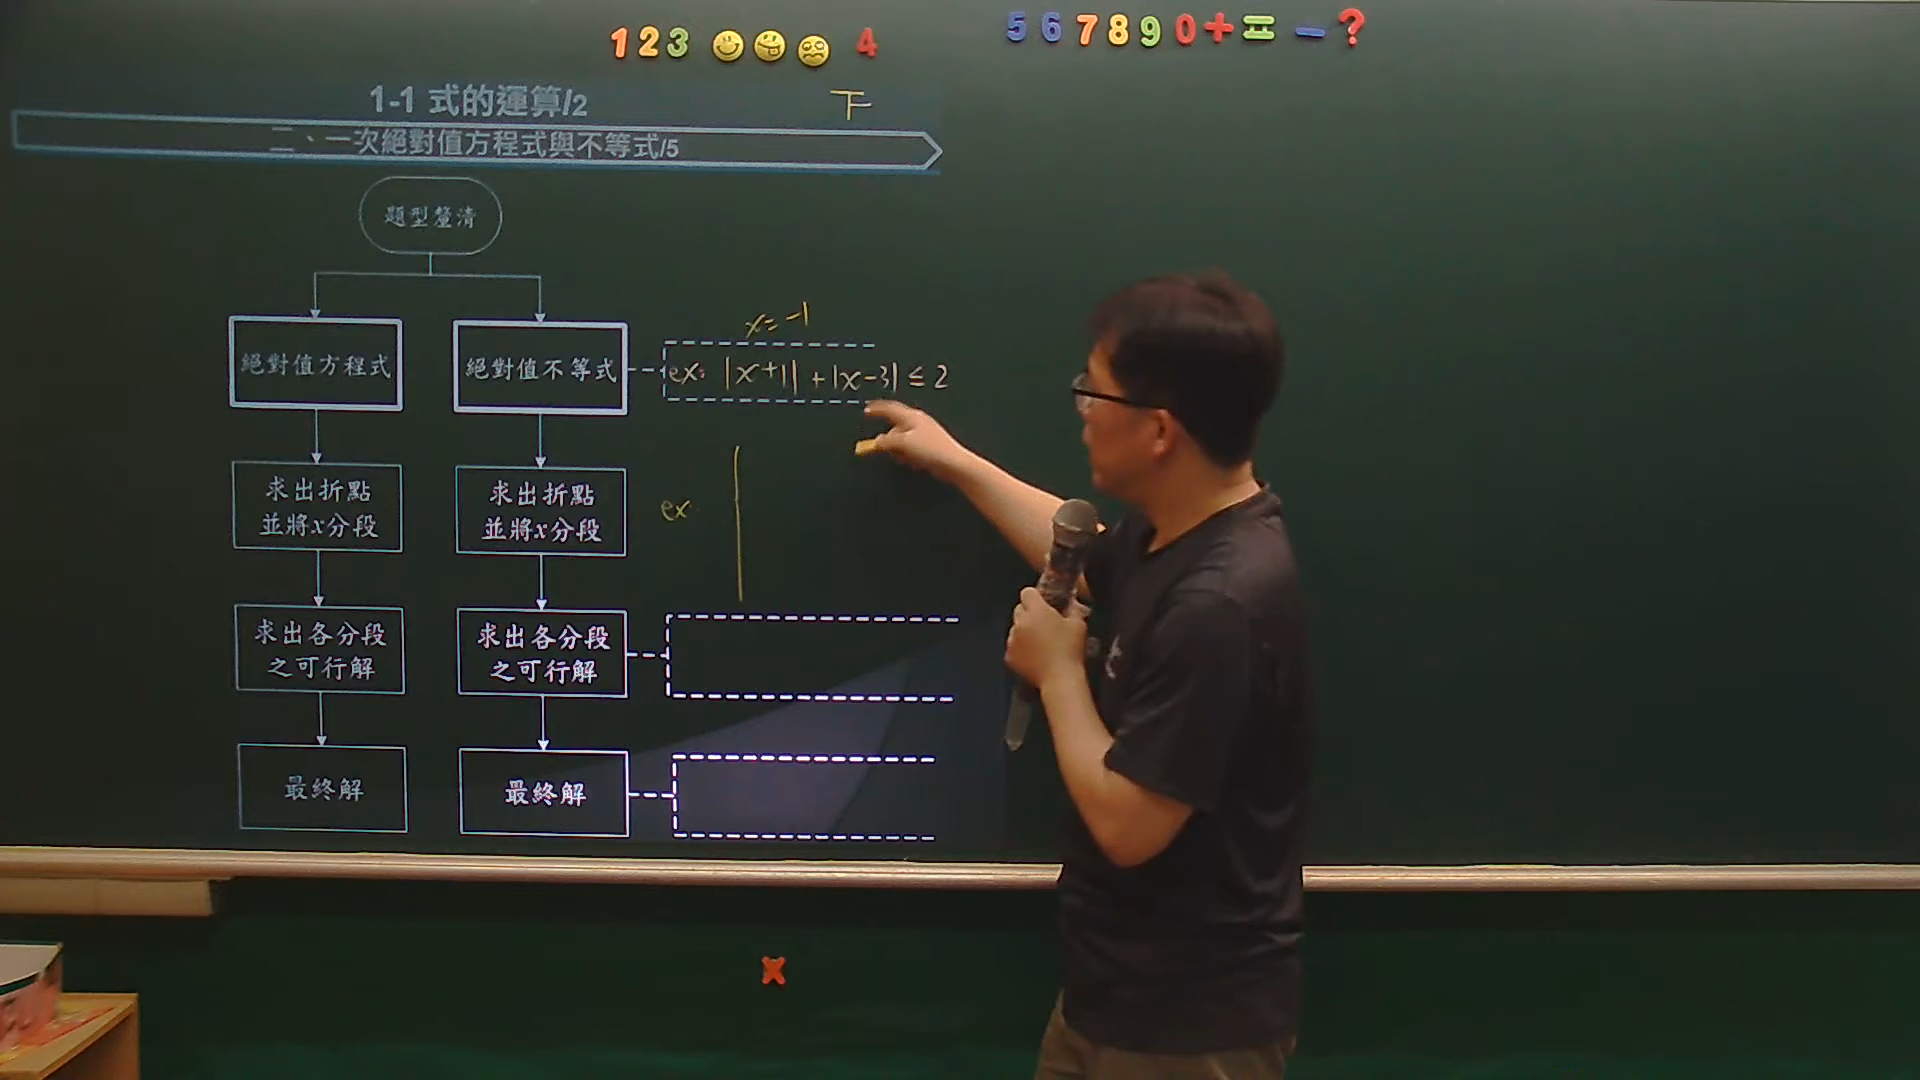 123 4 567890+= -?
1-1 式的運算/2
下
二、一次絕對值方程式與不等式/5
題型釐清
x=-1
絕對值方程式
絕對值不等式
ex: |x+1|+|x-3|≤2
求出折點
並將x分段
求出折點
並將x分段
ex
求出各分段
之可行解
求出各分段
之可行解
最終解
最終解
x